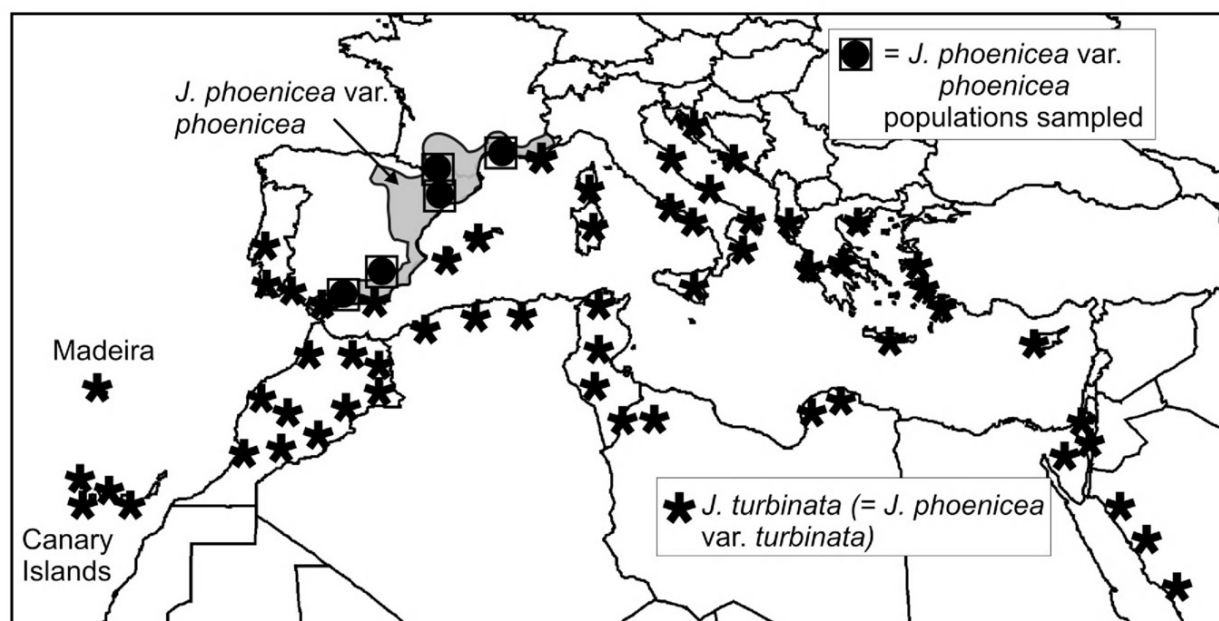 J. phoenicea var.
phoenicea
= J. phoenicea var.
phoenicea
populations sampled
Madeira
Canary
Islands
J. turbinata (= J. phoenicea
var. turbinata)